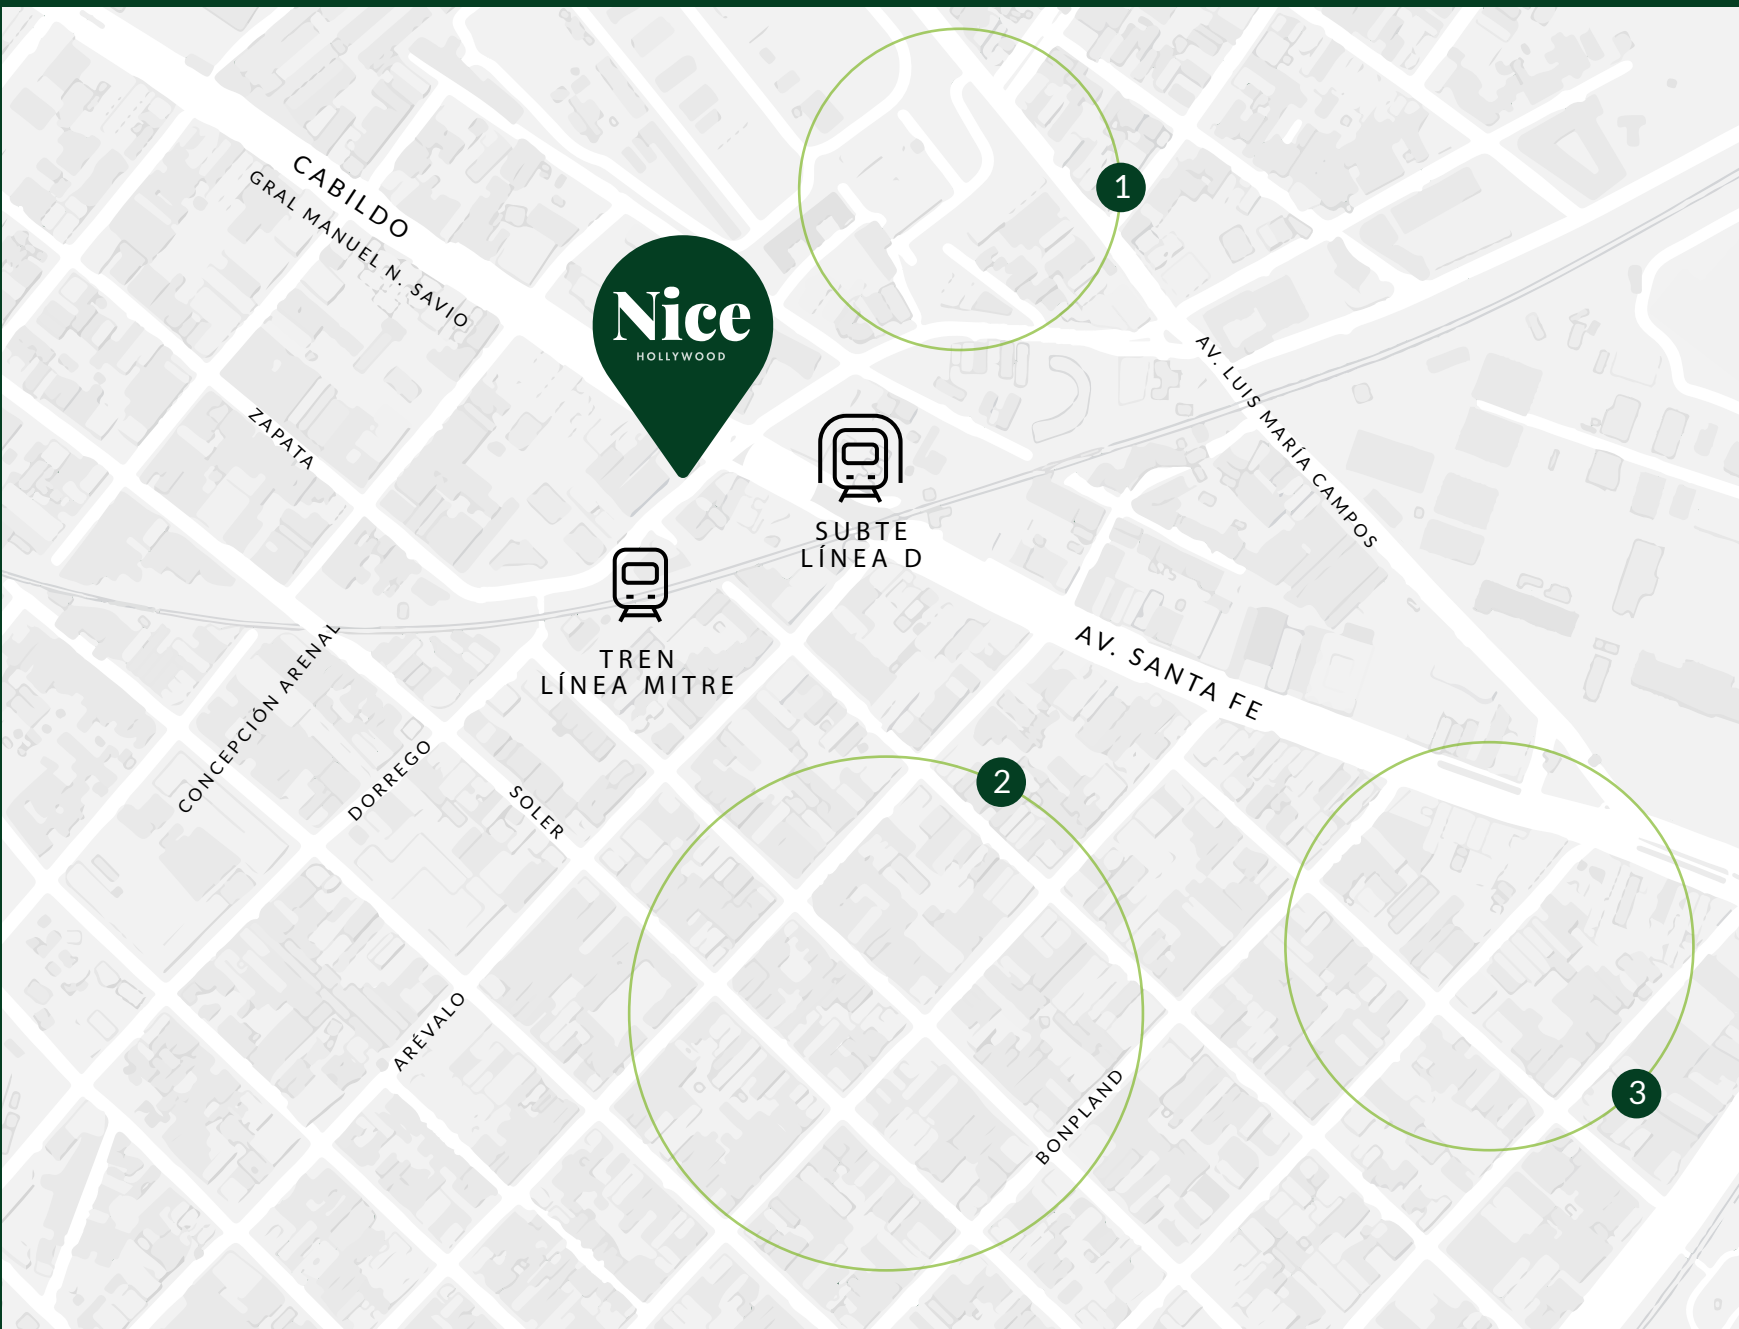 1
CABILDO
GRAL MANUEL N. SAVIO
Nice
HOLLYWOOD
AV. LUIS MARÍA CAMPOS
ZAPATA
SUBTE
LÍNEA D
TREN
LÍNEA MITRE
AV. SANTA FE
CONCEPCIÓN ARENAL
DORREGO
SOLER
2
ARÉVALO
BONPLAND
3